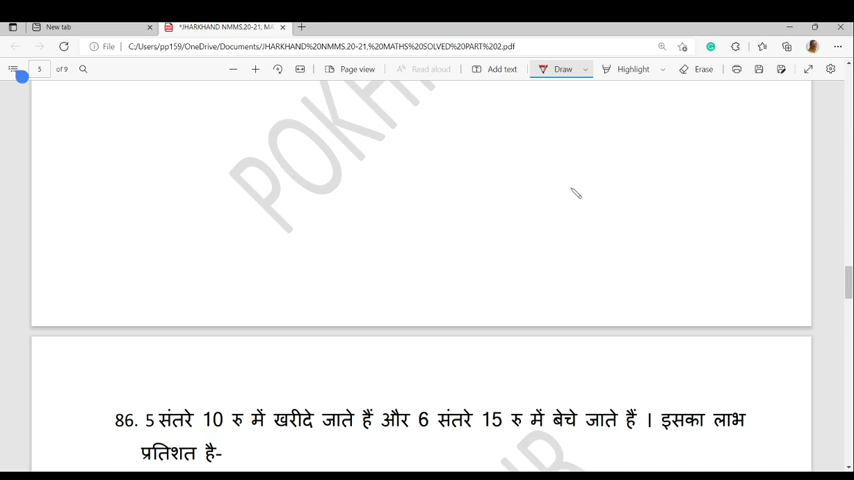 New tab
*JHARKHAND NMMS,20-21, MA
File
C:/Users/pp159/OneDrive/Documents/JHARKHAND%20NMMS,20-21,%20MATHS%20SOLVED%20PART%202.pdf
5 of 9
Page view
Read aloud
Add text
Draw
Highlight
Erase
86. 5 संतरे 10 रु में खरीदे जाते हैं और 6 संतरे 15 रु में बेचे जाते हैं । इसका लाभ
प्रतिशत है-